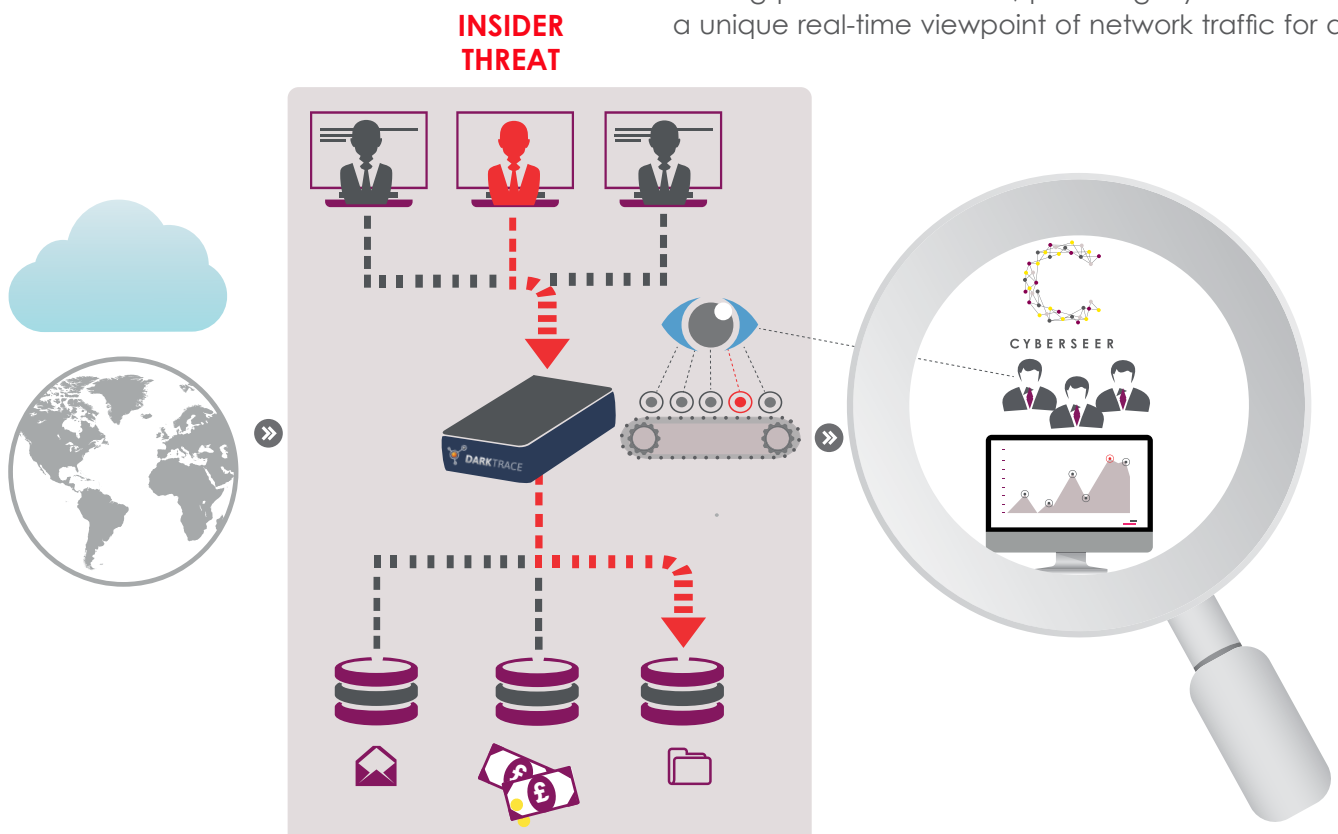 a unique real-time viewpoint of network traffic for
INSIDER
THREAT
CYBERSEER
DARKTRACE
£
£